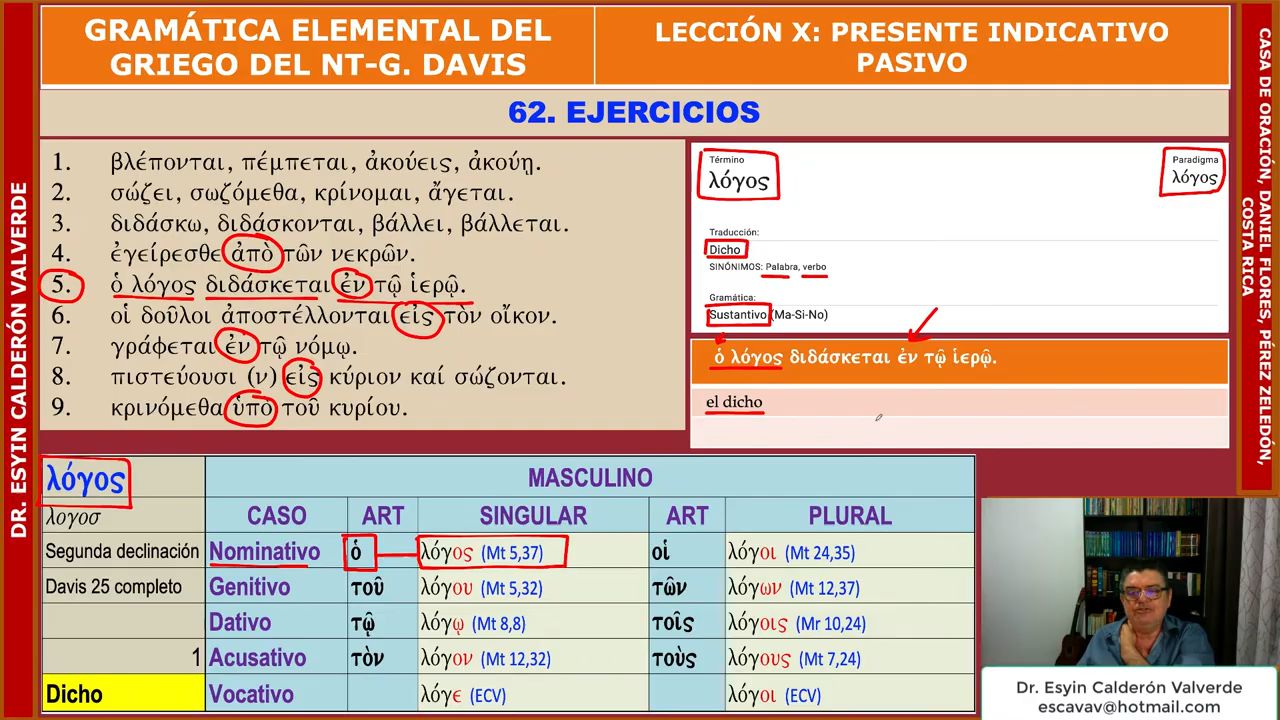 GRAMÁTICA ELEMENTAL DEL
GRIEGO DEL NT-G. DAVIS
LECCIÓN X: PRESENTE INDICATIVO
PASIVO
62. EJERCICIOS
1. βλέπονται, πέμπεται, ἀκούεις, ἀκούῃ.
2. σώζει, σωζόμεθα, κρίνομαι, ἄγεται.
3. διδάσκω, διδάσκονται, βάλλει, βάλλεται.
4. ἐγείρεσθε ἀπὸ τῶν νεκρῶν.
5. ὁ λόγος διδάσκεται ἐν τῷ ἱερῷ.
6. οἱ δοῦλοι ἀποστέλλονται εἰς τὸν οἶκον.
7. γράφεται ἐν τῷ νόμῳ.
8. πιστεύουσι (ν) εἰς κύριον καί σώζονται.
9. κρινόμεθα ὑπὸ τοῦ κυρίου.
Término
λόγος
Paradigma
λόγος
Traducción:
Dicho
SINÓNIMOS: Palabra, verbo
Gramática:
Sustantivo (Ma-Si-No)
ὁ λόγος διδάσκεται ἐν τῷ ἱερῷ.
el dicho
λόγος MASCULINO
λογοσ CASO ART SINGULAR ART PLURAL
Segunda declinación Nominativo ὁ λόγος (Mt 5,37) οἱ λόγοι (Mt 24,35)
Davis 25 completo Genitivo τοῦ λόγου (Mt 5,32) τῶν λόγων (Mt 12,37)
Dativo τῷ λόγῳ (Mt 8,8) τοῖς λόγοις (Mr 10,24)
1 Acusativo τὸν λόγον (Mt 12,32) τοὺς λόγους (Mt 7,24)
Dicho Vocativo λόγε (ECV) λόγοι (ECV)
DR. ESYIN CALDERÓN VALVERDE
CASA DE ORACIÓN, DANIEL FLORES, PÉREZ ZELEDÓN,
COSTA RICA
Dr. Esyin Calderón Valverde
escavav@hotmail.com